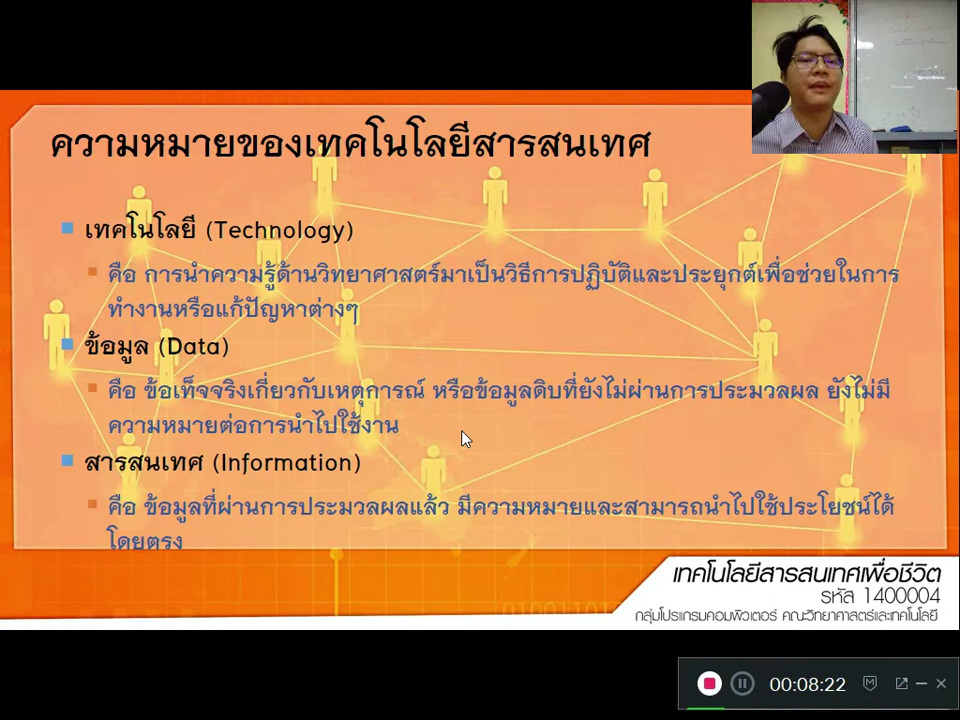 ความหมายของเทคโนโลยีสารสนเทศ
เทคโนโลยี (Technology)
คือ การนำความรู้ด้านวิทยาศาสตร์มาเป็นวิธีการปฏิบัติและประยุกต์เพื่อช่วยในการ
ทำงานหรือแก้ปัญหาต่างๆ
ข้อมูล (Data)
คือ ข้อเท็จจริงเกี่ยวกับเหตุการณ์ หรือข้อมูลดิบที่ยังไม่ผ่านการประมวลผล ยังไม่มี
ความหมายต่อการนำไปใช้งาน
สารสนเทศ (Information)
คือ ข้อมูลที่ผ่านการประมวลผลแล้ว มีความหมายและสามารถนำไปใช้ประโยชน์ได้
โดยตรง
เทคโนโลยีสารสนเทศเพื่อชีวิต
รหัส 1400004
กลุ่มโปรแกรมคอมพิวเตอร์ คณะวิทยาศาสตร์และเทคโนโลยี
00:08:22